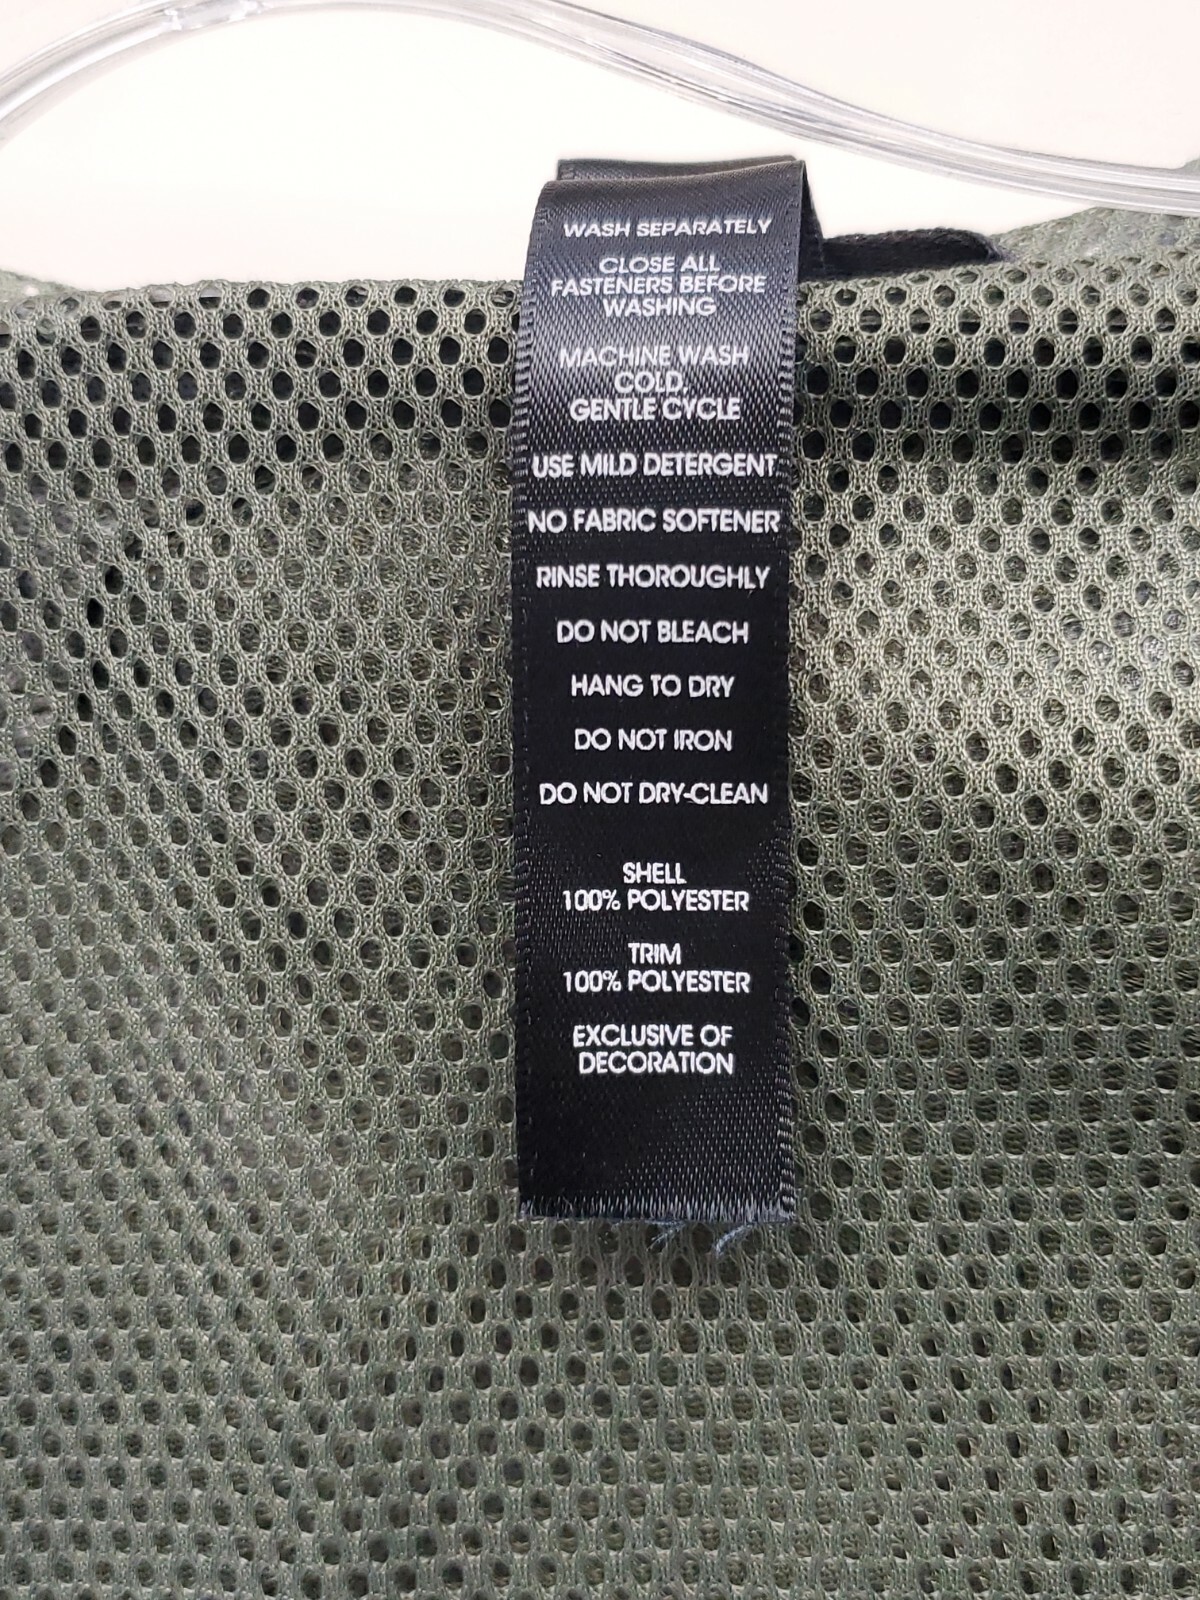 WASH SEPARATELY
CLOSE ALL
FASTENERS BEFORE
WASHING
MACHINE WASH
COLD,
GENTLE CYCLE
USE MILD DETERGENT
NO FABRIC SOFTENER
RINSE THOROUGHLY
DO NOT BLEACH
HANG TO DRY
DO NOT IRON
DO NOT DRY-CLEAN
SHELL
100% POLYESTER
TRIM
100% POLYESTER
EXCLUSIVE OF
DECORATION